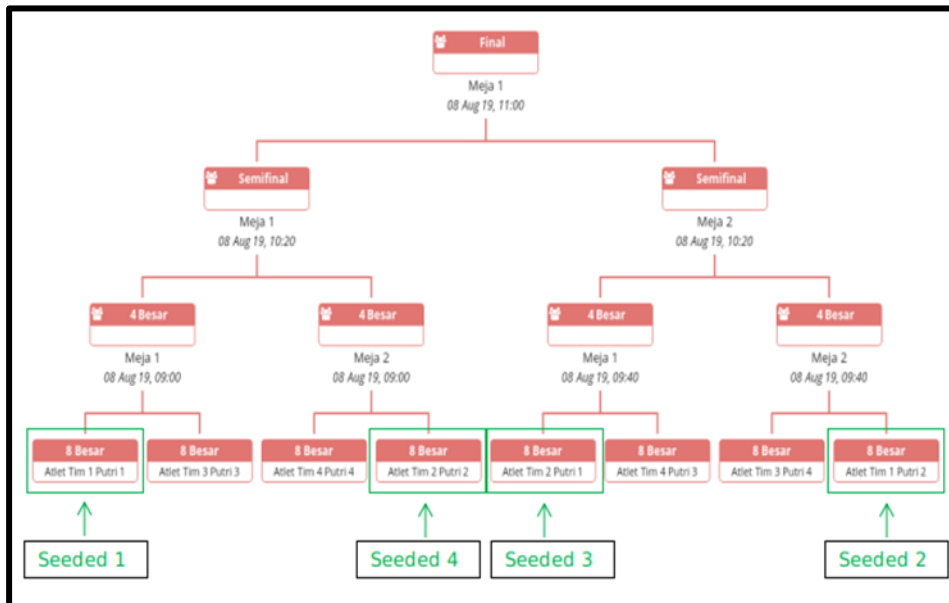 Final
Meja 1
08 Aug 19, 11:00
Semifinal
Semifinal
Meja 1
Meja 2
08 Aug 19, 10:20
08 Aug 19, 10:20
4 Besar
4 Besar
4 Besar
4 Besar
Meja 1
Meja 2
Meja 1
Meja 2
08 Aug 19, 09:00
08 Aug 19, 09:00
08 Aug 19, 09:40
08 Aug 19, 09:40
8 Besar
8 Besar
8 Besar
8 Besar
8 Besar
8 Besar
8 Besar
8 Besar
Atlet Tim 1 Putri 1
Atlet Tim 3 Putri 3
Atlet Tim 4 Putri 4
Atlet Tim 2 Putri 2
Atlet Tim 2 Putri 1
Atlet Tim 4 Putri 3
Atlet Tim 3 Putri 4
Atlet Tim 1 Putri 2
Seeded 1
Seeded 4
Seeded 3
Seeded 2